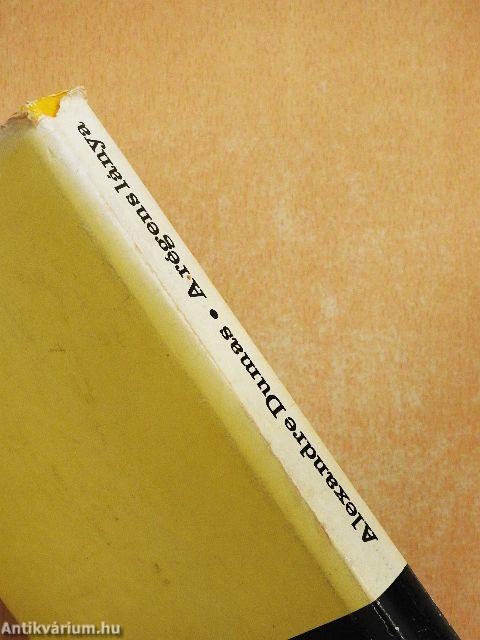 Alexandre Dumas • A régens lánya
Antikvárium.hu